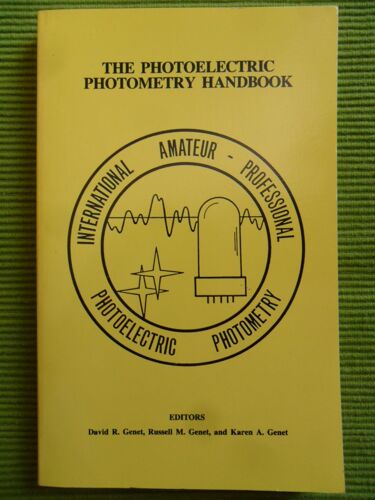 THE PHOTOELECTRIC
PHOTOMETRY HANDBOOK
INTERNATIONAL AMATEUR - PROFESSIONAL
PHOTOELECTRIC PHOTOMETRY
EDITORS
David R. Genet, Russell M. Genet, and Karen A. Genet